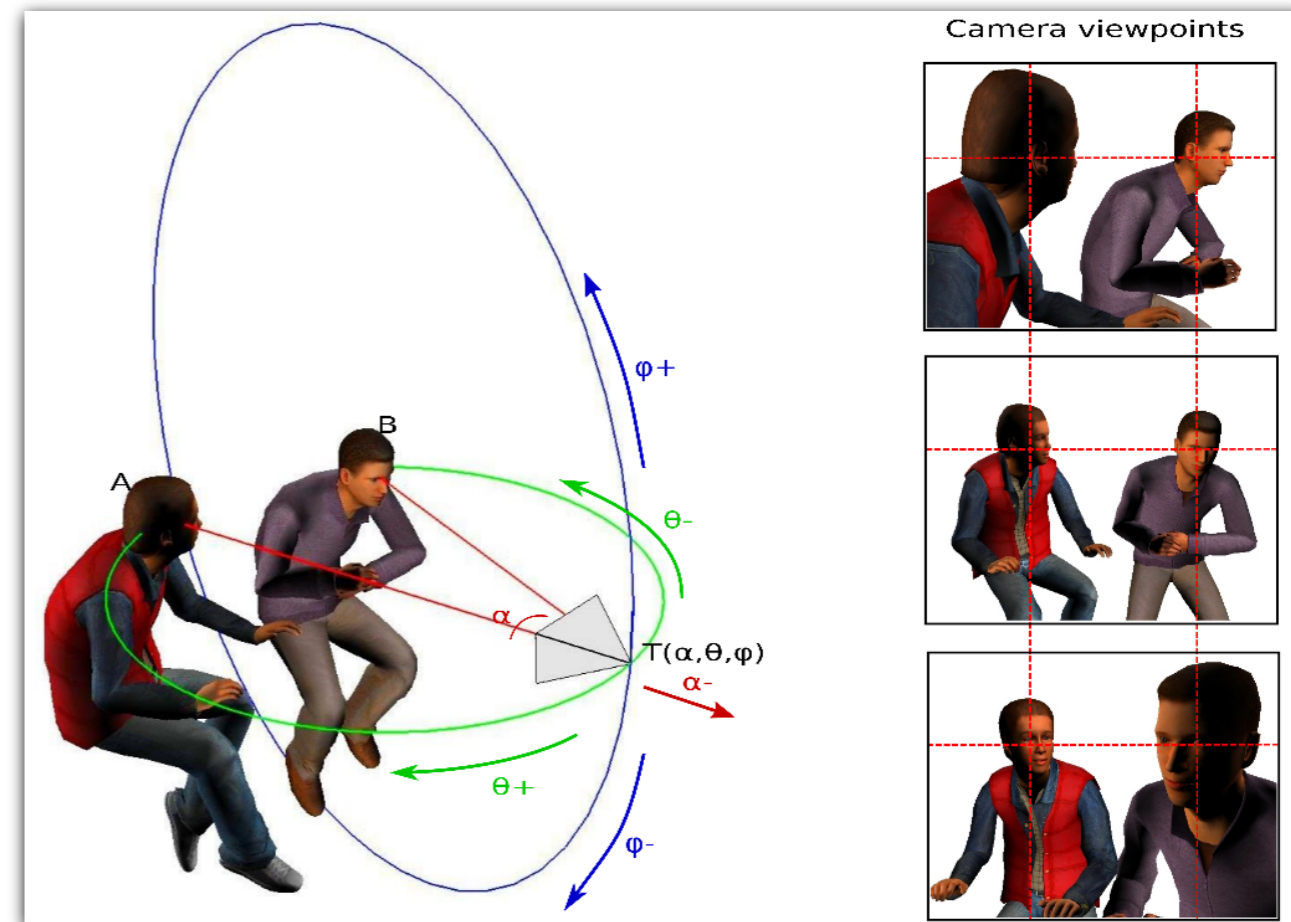 Camera viewpoints
φ+
B
A
θ-
α
T(α,θ,φ)
α-
θ+
φ-